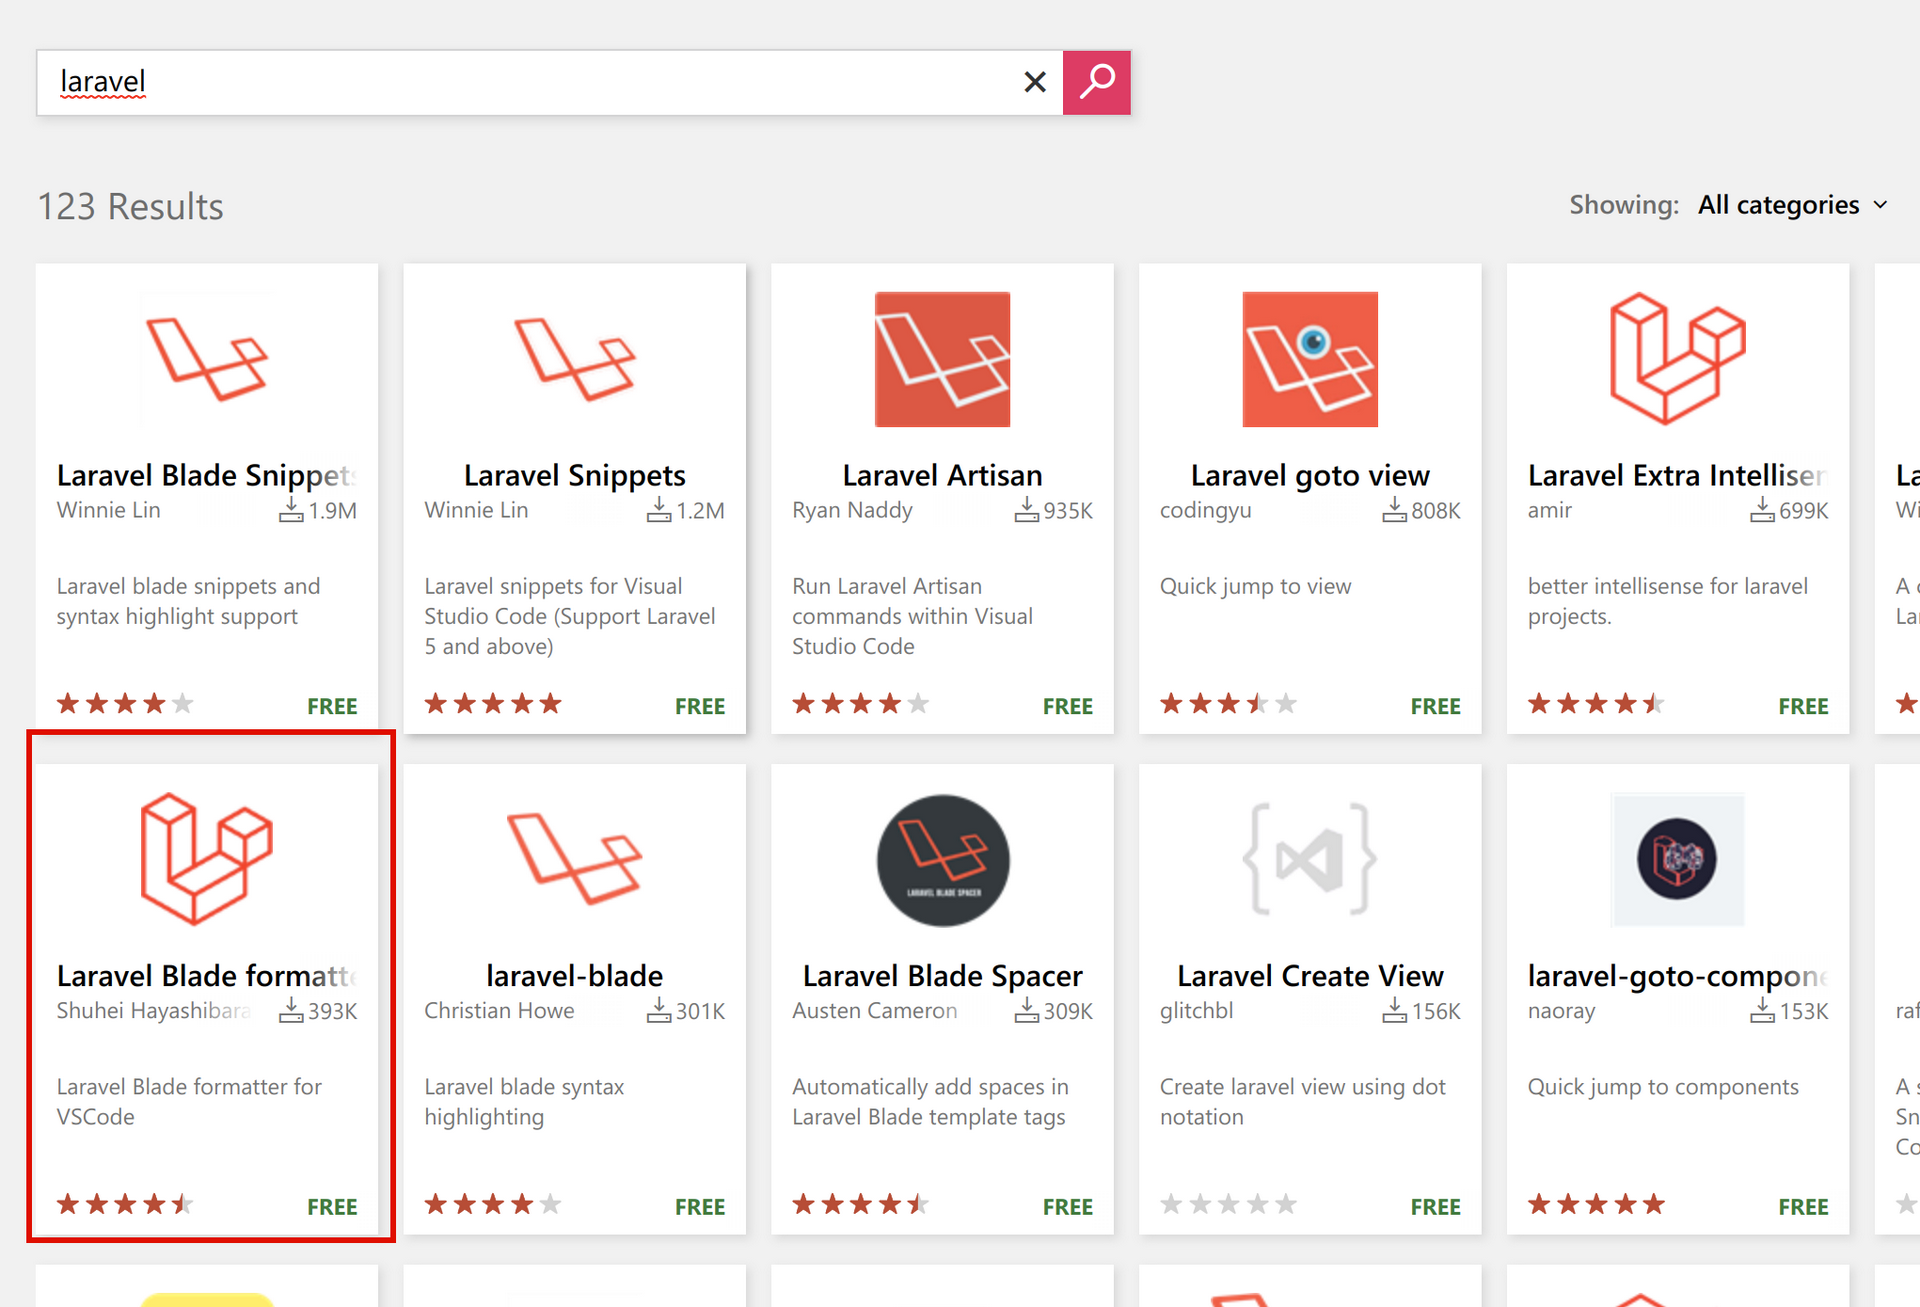 laravel
123 Results
Showing: All categories
Laravel Blade Snippets
Winnie Lin 1.9M
Laravel blade snippets and
syntax highlight support
FREE
Laravel Snippets
Winnie Lin 1.2M
Laravel snippets for Visual
Studio Code (Support Laravel
5 and above)
FREE
Laravel Artisan
Ryan Naddy 935K
Run Laravel Artisan
commands within Visual
Studio Code
FREE
Laravel goto view
codingyu 808K
Quick jump to view
FREE
Laravel Extra Intelliser
amir 699K
better intellisense for laravel
projects.
FREE
La
Wi
A
La
Laravel Blade formatte
Shuhei Hayashibara 393K
Laravel Blade formatter for
VSCode
FREE
laravel-blade
Christian Howe 301K
Laravel blade syntax
highlighting
FREE
LARAVEL BLADE SPACER
Laravel Blade Spacer
Austen Cameron 309K
Automatically add spaces in
Laravel Blade template tags
FREE
Laravel Create View
glitchbl 156K
Create laravel view using dot
notation
FREE
laravel-goto-compone
naoray 153K
Quick jump to components
FREE
raf
A s
Sn
Co